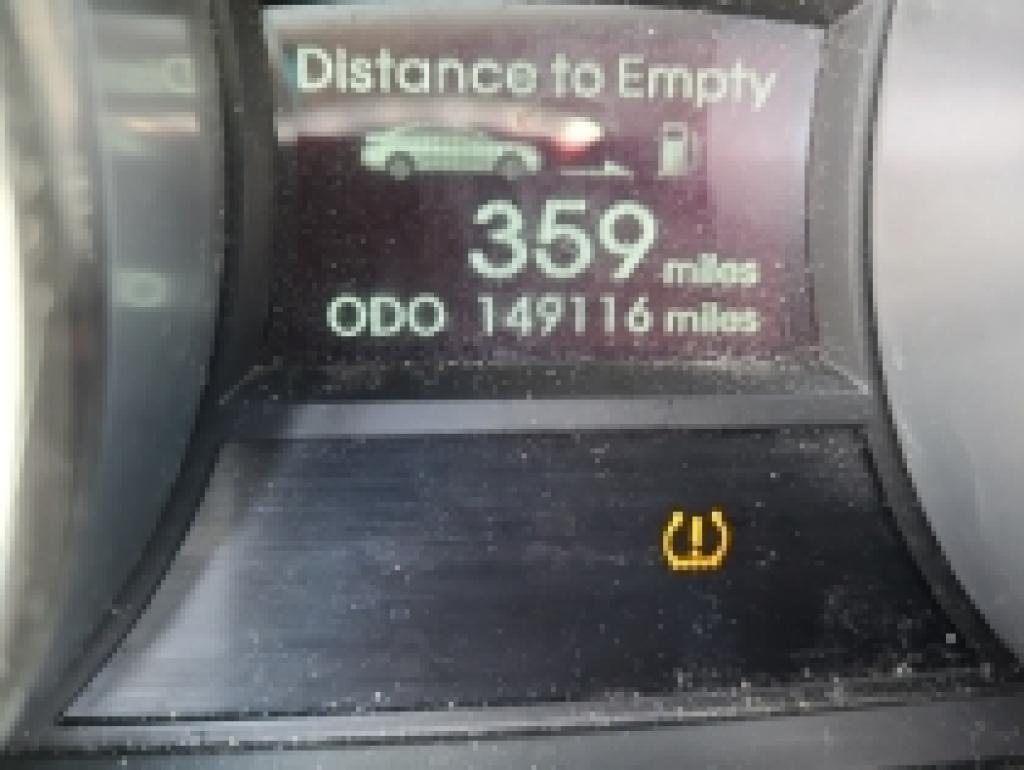 Distance to Empty
359 miles
ODO 149116 miles